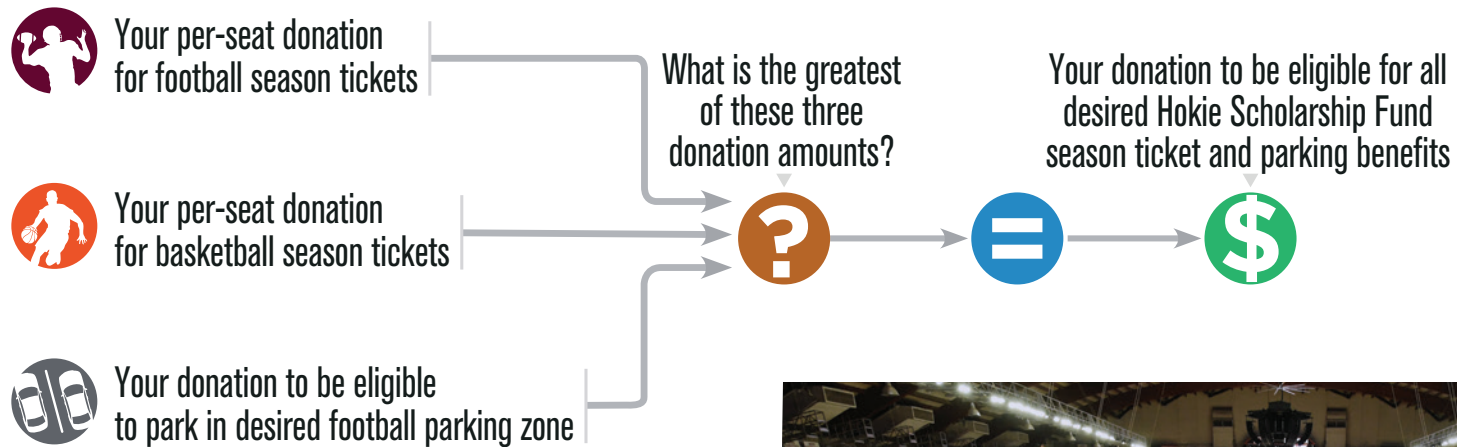 Your per-seat donation
for football season tickets
What is the greatest
of these three
donation amounts?
Your donation to be eligible for all
desired Hokie Scholarship Fund
season ticket and parking benefits
Your per-seat donation
for basketball season tickets
?
=
$
Your donation to be eligible
to park in desired football parking zone